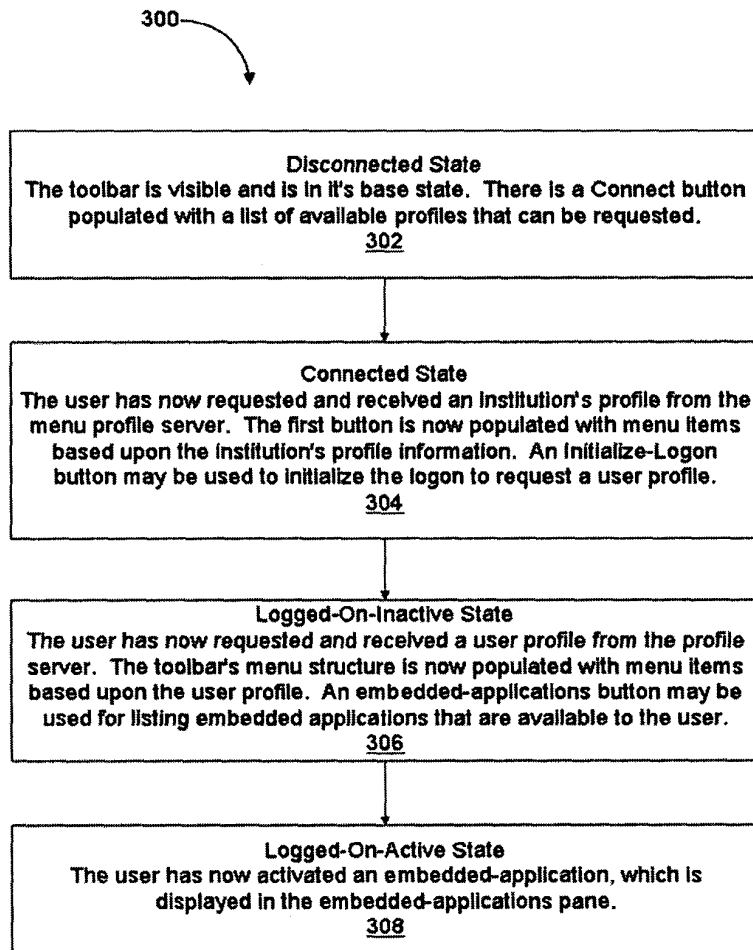 300
Disconnected State
The toolbar is visible and is in it's base state. There is a Connect button
populated with a list of available profiles that can be requested.
302
Connected State
The user has now requested and received an institution's profile from the
menu profile server. The first button is now populated with menu items
based upon the institution's profile information. An Initialize-Logon
button may be used to initialize the logon to request a user profile.
304
Logged-On-Inactive State
The user has now requested and received a user profile from the profile
server. The toolbar's menu structure is now populated with menu items
based upon the user profile. An embedded-applications button may be
used for listing embedded applications that are available to the user.
306
Logged-On-Active State
The user has now activated an embedded-application, which is
displayed in the embedded-applications pane.
308